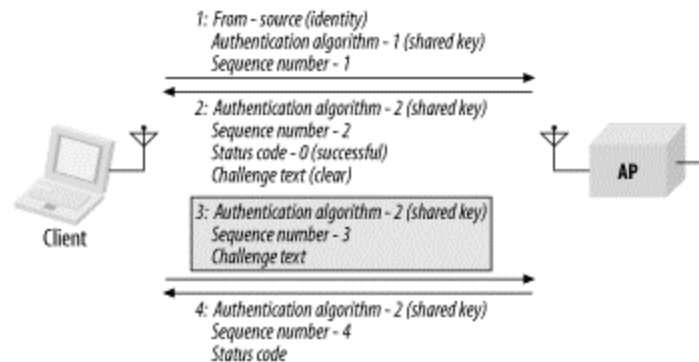 1: From - source (identity)
Authentication algorithm - 1 (shared key)
Sequence number - 1
2: Authentication algorithm - 2 (shared key)
Sequence number - 2
Status code - 0 (successful)
Challenge text (clear)
AP
3: Authentication algorithm - 2 (shared key)
Sequence number - 3
Challenge text
Client
4: Authentication algorithm - 2 (shared key)
Sequence number - 4
Status code